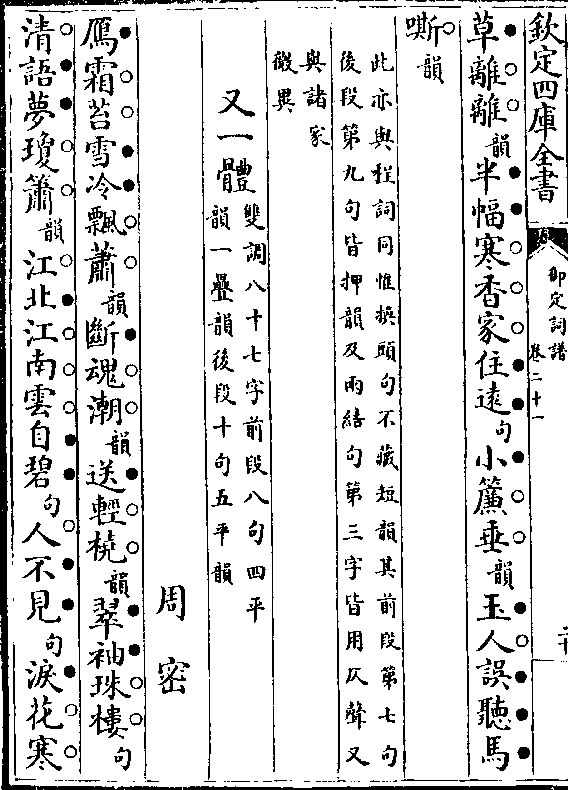 欽定四庫全書
御定詞譜
卷二十一
草離離韻半幅寒香家住遠句小簾垂韻玉人誤聽馬
嘶韻
此亦與程詞同惟換頭句不藏短韻其前段第七句
後段第九句皆押韻及兩結句第三字皆用仄聲又
與諸家
微異
又一體雙調八十七字前段八句四平
韻一疊韻後段十句五平韻
周密
鴈霜苔雪冷飄蕭韻斷魂潮韻送輕橈韻翠袖珠樓句
清語夢瓊簫韻江北江南雲自碧句人不見句淚花寒